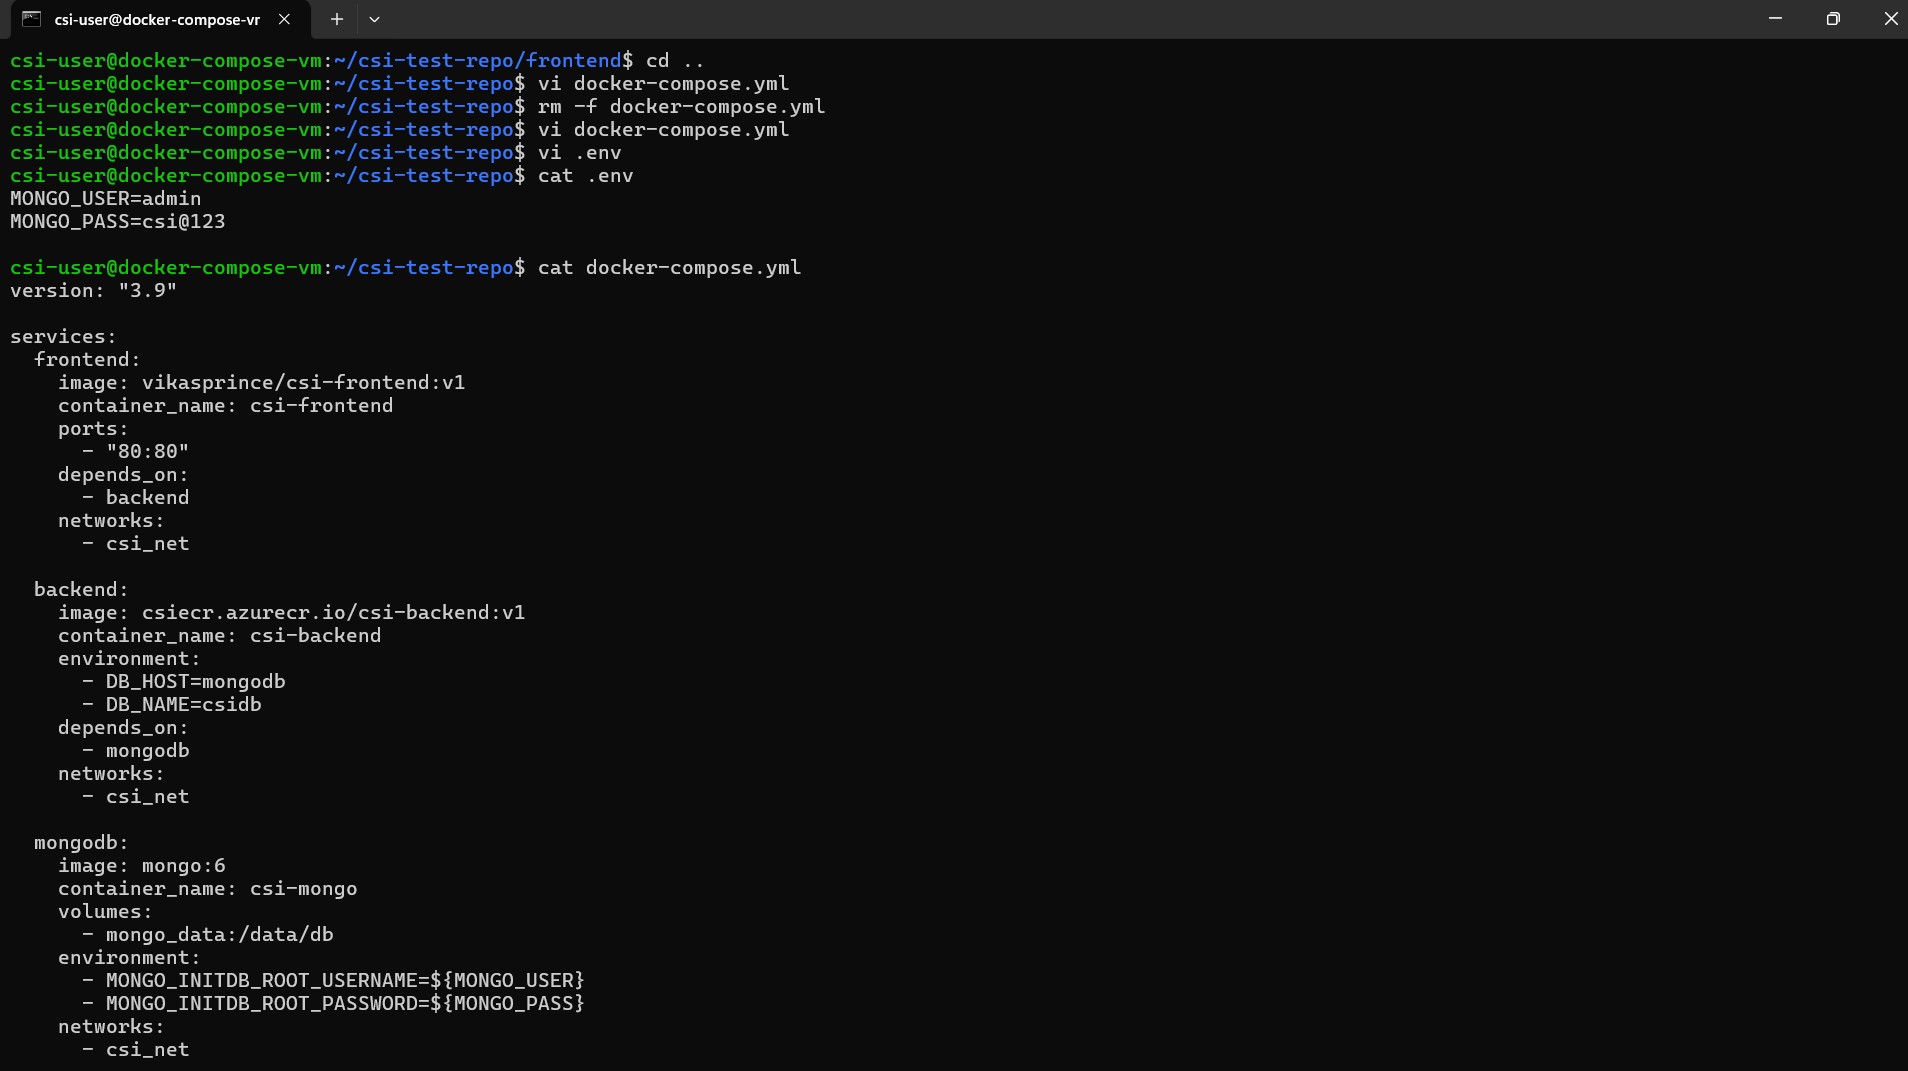 csi-user@docker-compose-vr
csi-user@docker-compose-vm:~/csi-test-repo/frontend$ cd ..
csi-user@docker-compose-vm:~/csi-test-repo$ vi docker-compose.yml
csi-user@docker-compose-vm:~/csi-test-repo$ rm -f docker-compose.yml
csi-user@docker-compose-vm:~/csi-test-repo$ vi docker-compose.yml
csi-user@docker-compose-vm:~/csi-test-repo$ vi .env
csi-user@docker-compose-vm:~/csi-test-repo$ cat .env
MONGO_USER=admin
MONGO_PASS=csi@123
csi-user@docker-compose-vm:~/csi-test-repo$ cat docker-compose.yml
version: "3.9"
services:
  frontend:
    image: vikasprince/csi-frontend:v1
    container_name: csi-frontend
    ports:
      - "80:80"
    depends_on:
      - backend
    networks:
      - csi_net
  backend:
    image: csiecr.azurecr.io/csi-backend:v1
    container_name: csi-backend
    environment:
      - DB_HOST=mongodb
      - DB_NAME=csidb
    depends_on:
      - mongodb
    networks:
      - csi_net
  mongodb:
    image: mongo:6
    container_name: csi-mongo
    volumes:
      - mongo_data:/data/db
    environment:
      - MONGO_INITDB_ROOT_USERNAME=${MONGO_USER}
      - MONGO_INITDB_ROOT_PASSWORD=${MONGO_PASS}
    networks:
      - csi_net